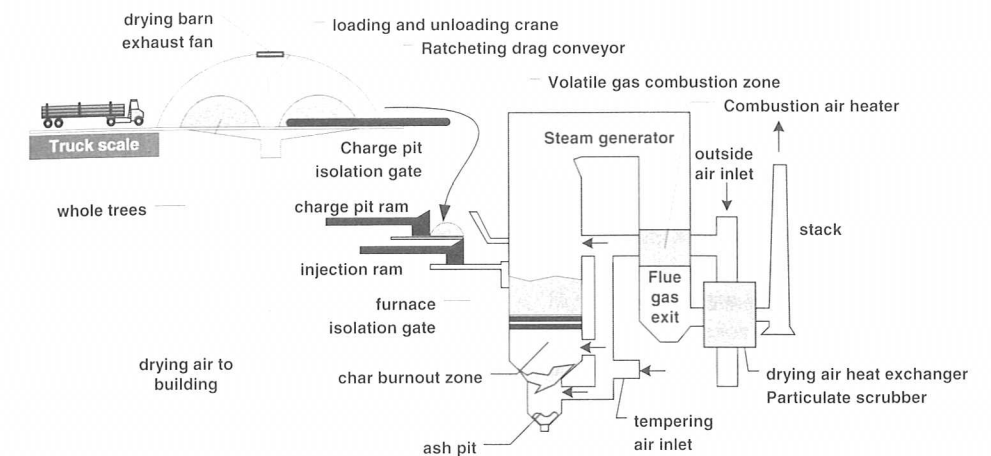 drying barn
exhaust fan
loading and unloading crane
Ratcheting drag conveyor
Volatile gas combustion zone
Combustion air heater
Truck scale
Charge pit
isolation gate
Steam generator
outside
air inlet
whole trees
charge pit ram
stack
injection ram
Flue
gas
exit
furnace
isolation gate
drying air to
building
char burnout zone
drying air heat exchanger
Particulate scrubber
tempering
air inlet
ash pit